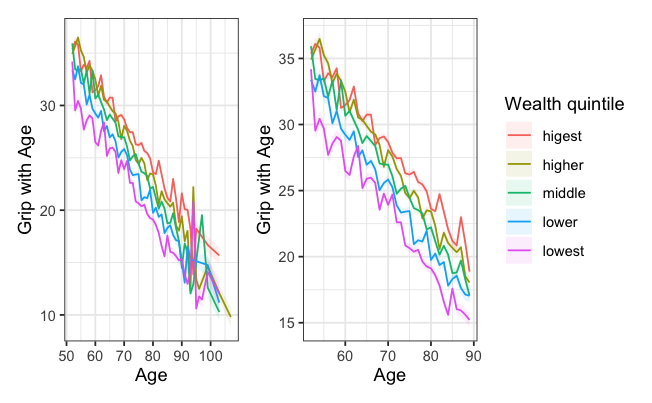 Grip with Age
30
20
10
50 60 70 80 90 100
Age
Grip with Age
35
30
25
20
15
60 70 80 90
Age
Wealth quintile
higest
higher
middle
lower
lowest